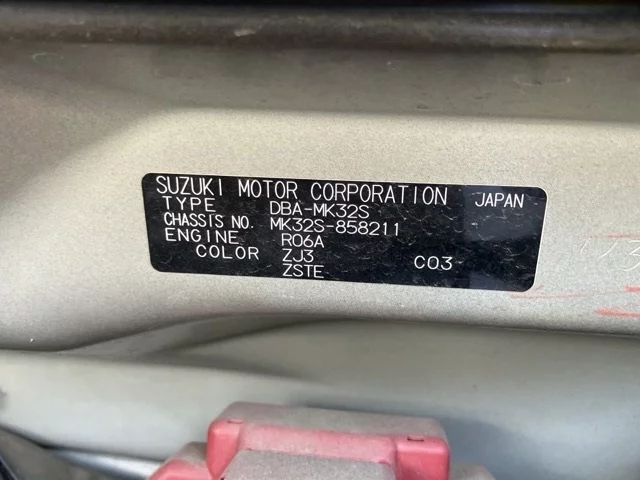 SUZUKI MOTOR CORPORATION JAPAN
TYPE DBA-MK32S
CHASSIS NO. MK32S-858211
ENGINE R06A
COLOR ZJ3 C03
ZSTE